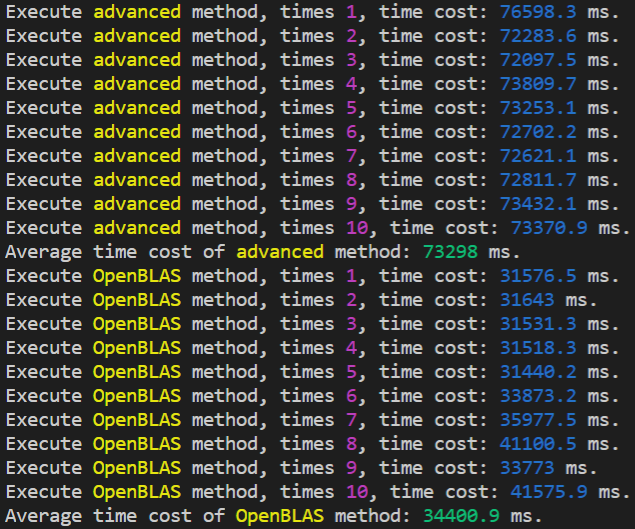 Execute advanced method, times 1, time cost: 76598.3 ms.
Execute advanced method, times 2, time cost: 72283.6 ms.
Execute advanced method, times 3, time cost: 72097.5 ms.
Execute advanced method, times 4, time cost: 73809.7 ms.
Execute advanced method, times 5, time cost: 73253.1 ms.
Execute advanced method, times 6, time cost: 72702.2 ms.
Execute advanced method, times 7, time cost: 72621.1 ms.
Execute advanced method, times 8, time cost: 72811.7 ms.
Execute advanced method, times 9, time cost: 73432.1 ms.
Execute advanced method, times 10, time cost: 73370.9 ms.
Average time cost of advanced method: 73298 ms.
Execute OpenBLAS method, times 1, time cost: 31576.5 ms.
Execute OpenBLAS method, times 2, time cost: 31643 ms.
Execute OpenBLAS method, times 3, time cost: 31531.3 ms.
Execute OpenBLAS method, times 4, time cost: 31518.3 ms.
Execute OpenBLAS method, times 5, time cost: 31440.2 ms.
Execute OpenBLAS method, times 6, time cost: 33873.2 ms.
Execute OpenBLAS method, times 7, time cost: 35977.5 ms.
Execute OpenBLAS method, times 8, time cost: 41100.5 ms.
Execute OpenBLAS method, times 9, time cost: 33773 ms.
Execute OpenBLAS method, times 10, time cost: 41575.9 ms.
Average time cost of OpenBLAS method: 34400.9 ms.